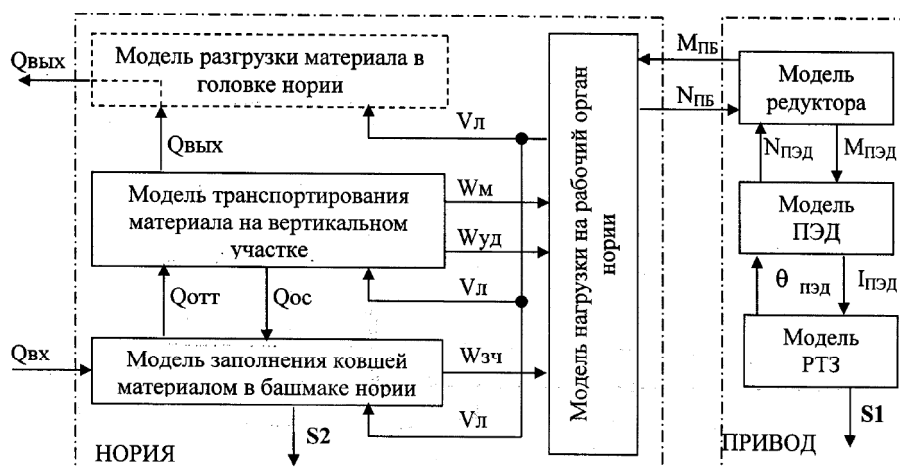 Qвых
Модель разгрузки материала в
головке нории
Vл
Qвых
Модель транспортирования
материала на вертикальном
участке
Wм
Wуд
Vл
Qотт
Qос
Qвх
Модель заполнения ковшей
материалом в башмаке нории
Wзч
Vл
S2
НОРИЯ
Модель нагрузки на рабочий орган
нории
MПБ
NПБ
Модель
редуктора
NПЭД
MПЭД
Модель
ПЭД
θ пэд
IПЭД
Модель
РТЗ
S1
ПРИВОД